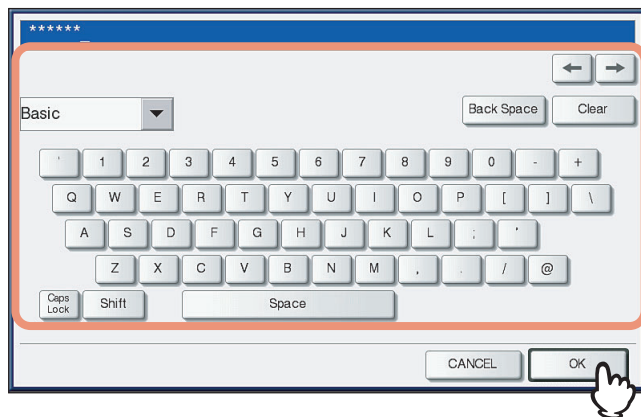 ******_
← →
Basic Back Space Clear
' 1 2 3 4 5 6 7 8 9 0 - +
Q W E R T Y U I O P [ ] \
A S D F G H J K L ; '
Z X C V B N M , . / @
Caps Lock Shift Space
CANCEL OK